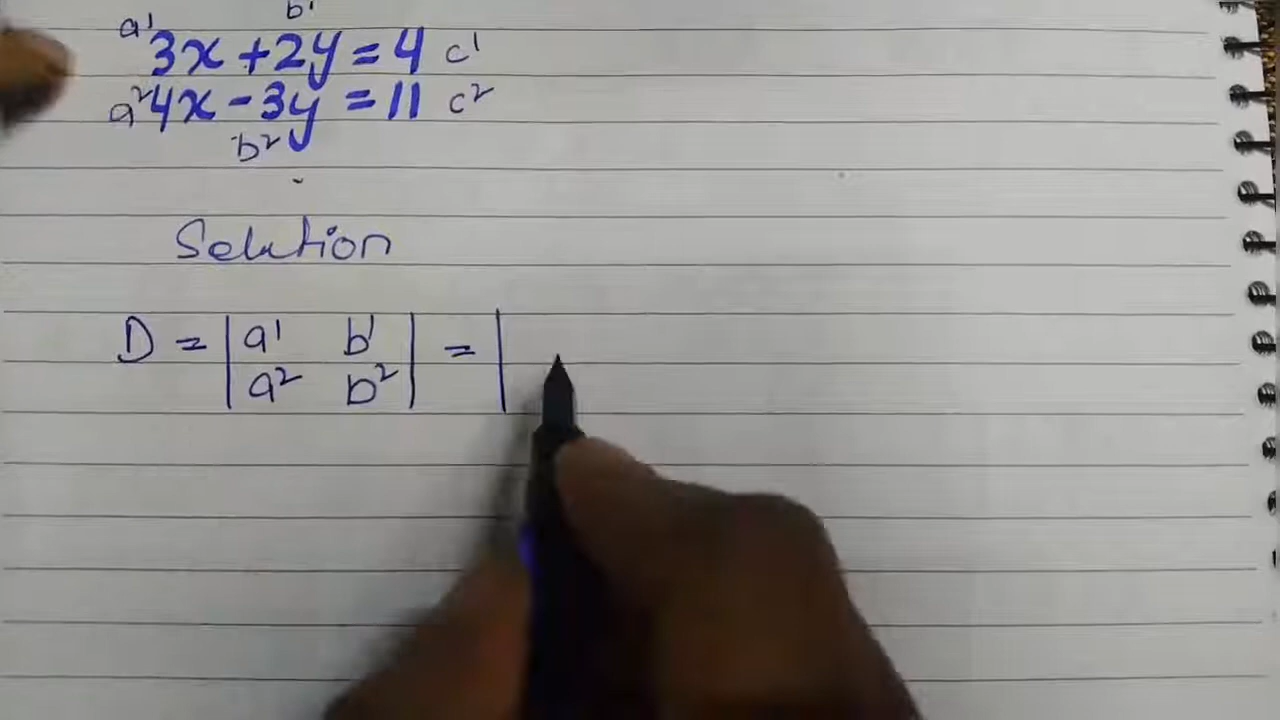 a¹ b¹
3x + 2y = 4 c¹
a² 4x - 3y = 11 c²
b²
Solution
D = | a¹ b¹ | = |
| a² b² |